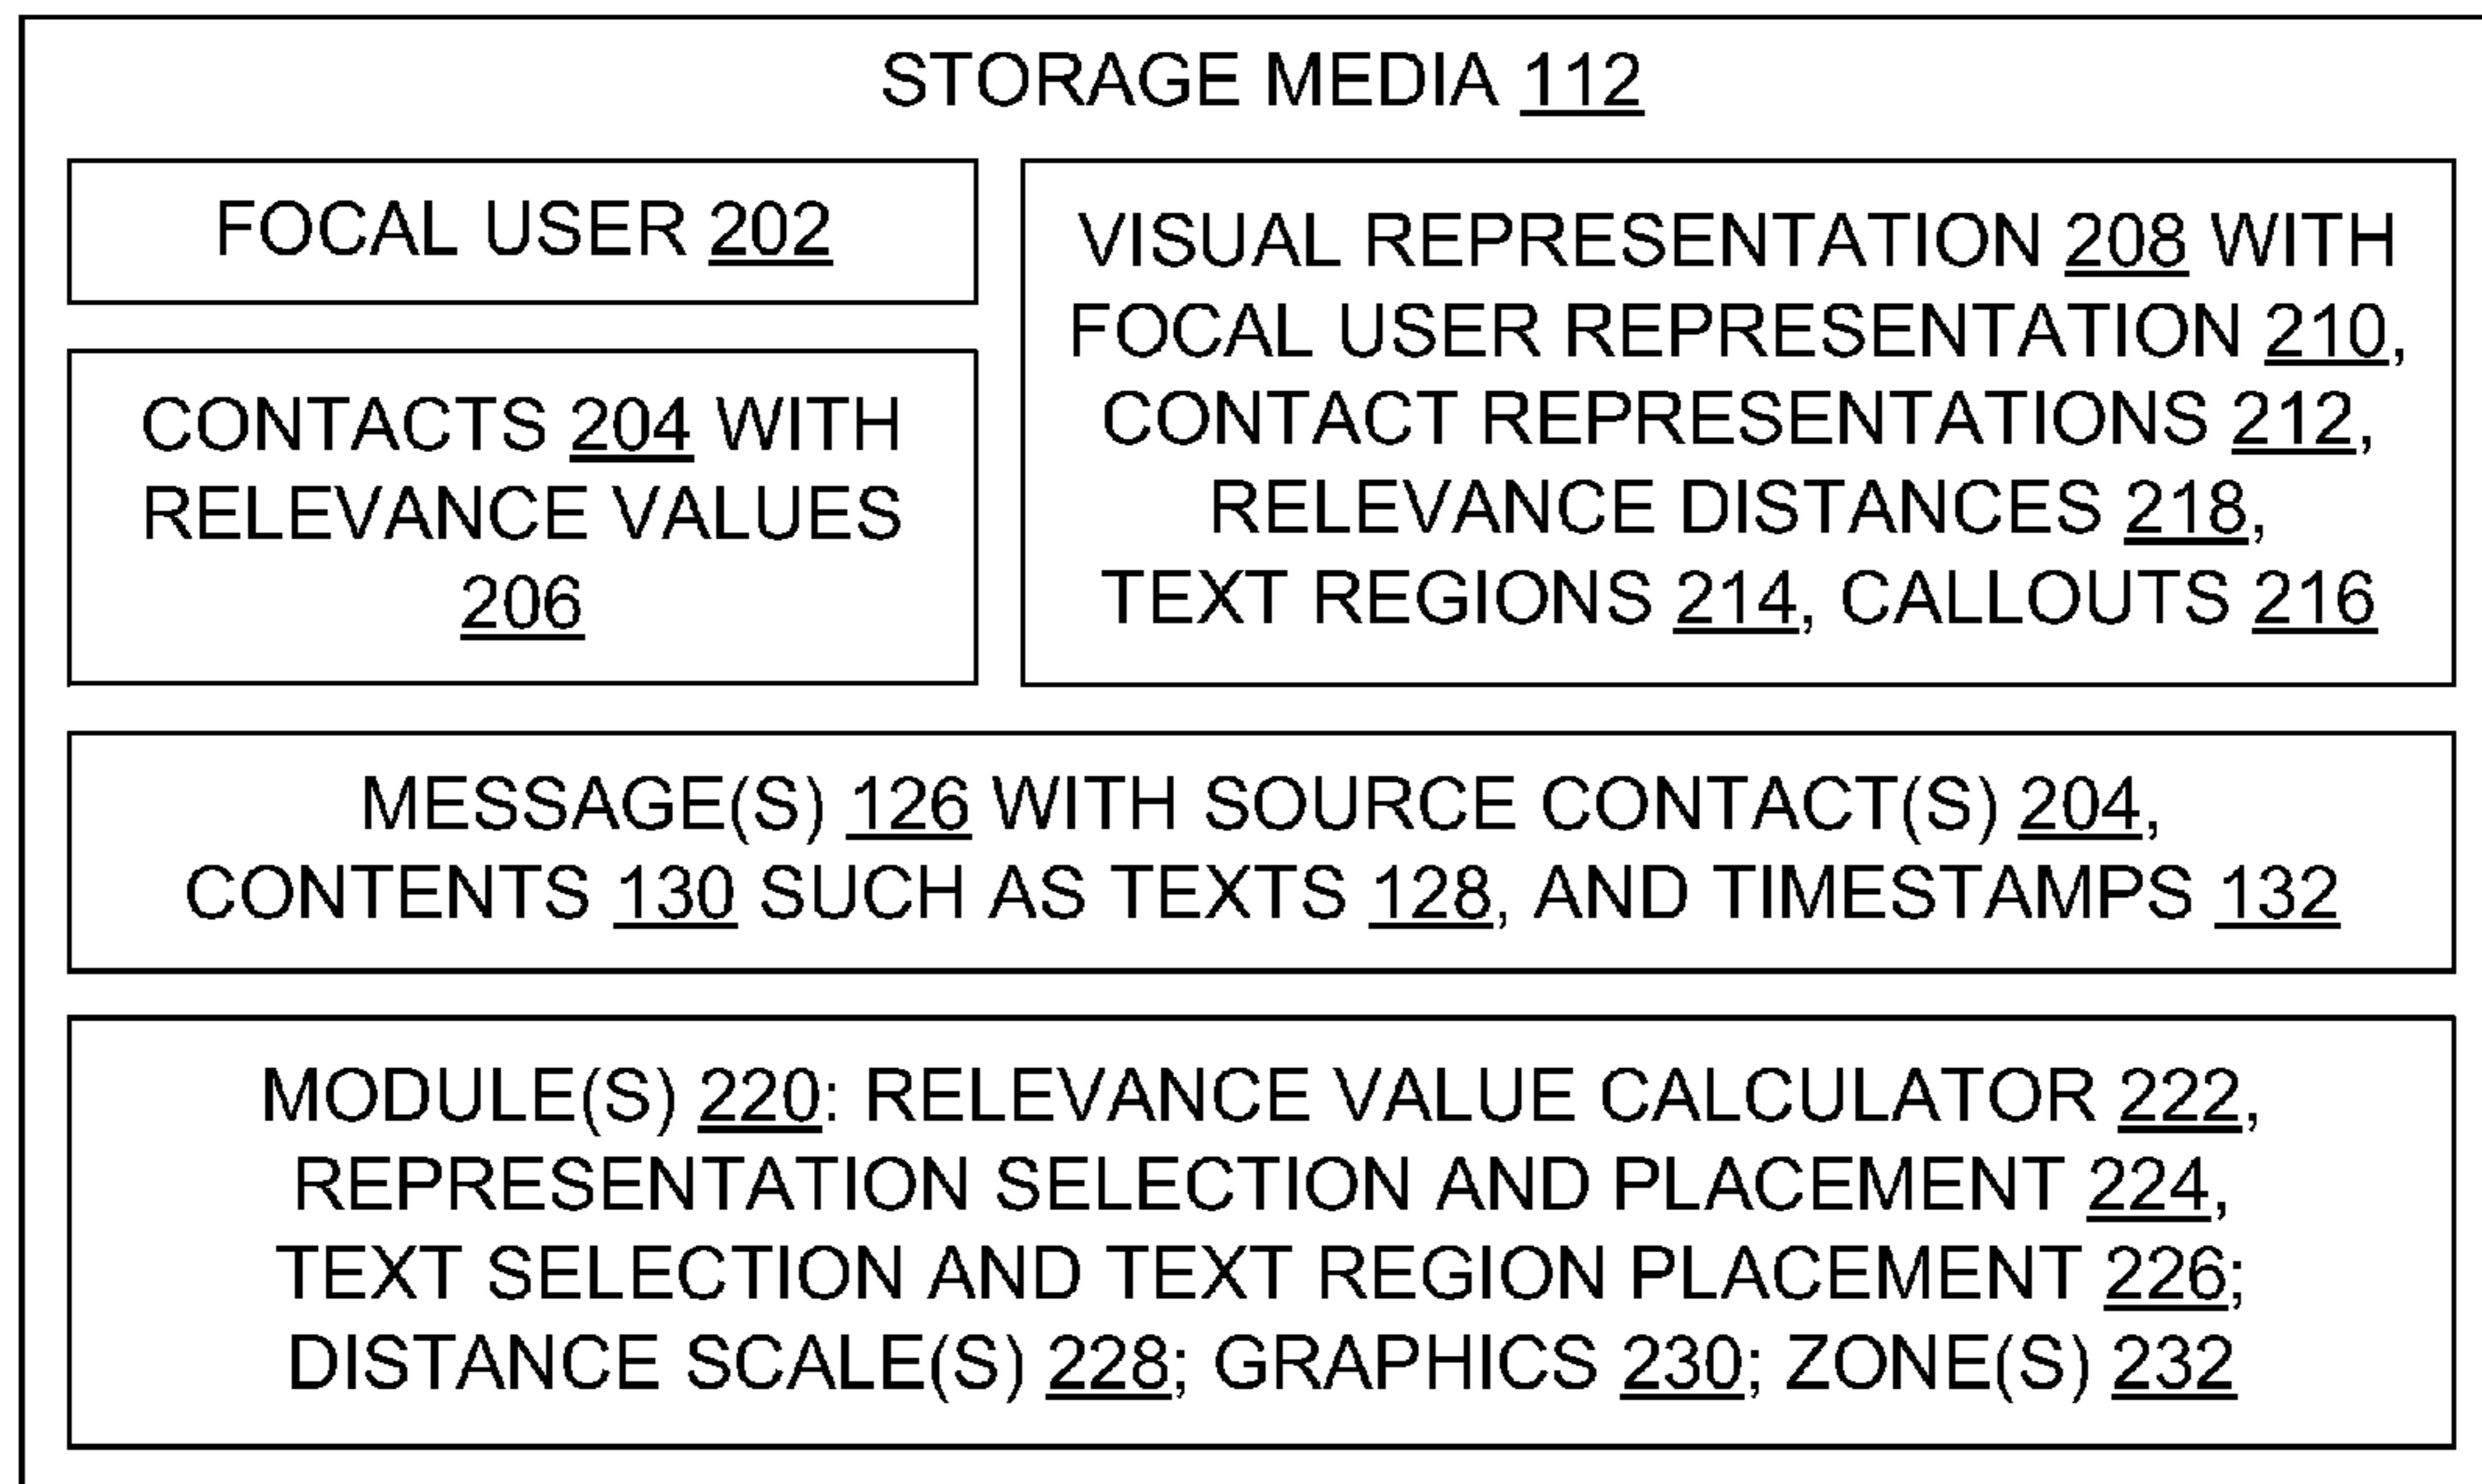 STORAGE MEDIA 112
FOCAL USER 202
CONTACTS 204 WITH
RELEVANCE VALUES
206
VISUAL REPRESENTATION 208 WITH
FOCAL USER REPRESENTATION 210,
CONTACT REPRESENTATIONS 212,
RELEVANCE DISTANCES 218,
TEXT REGIONS 214, CALLOUTS 216
MESSAGE(S) 126 WITH SOURCE CONTACT(S) 204,
CONTENTS 130 SUCH AS TEXTS 128, AND TIMESTAMPS 132
MODULE(S) 220: RELEVANCE VALUE CALCULATOR 222,
REPRESENTATION SELECTION AND PLACEMENT 224,
TEXT SELECTION AND TEXT REGION PLACEMENT 226;
DISTANCE SCALE(S) 228; GRAPHICS 230; ZONE(S) 232